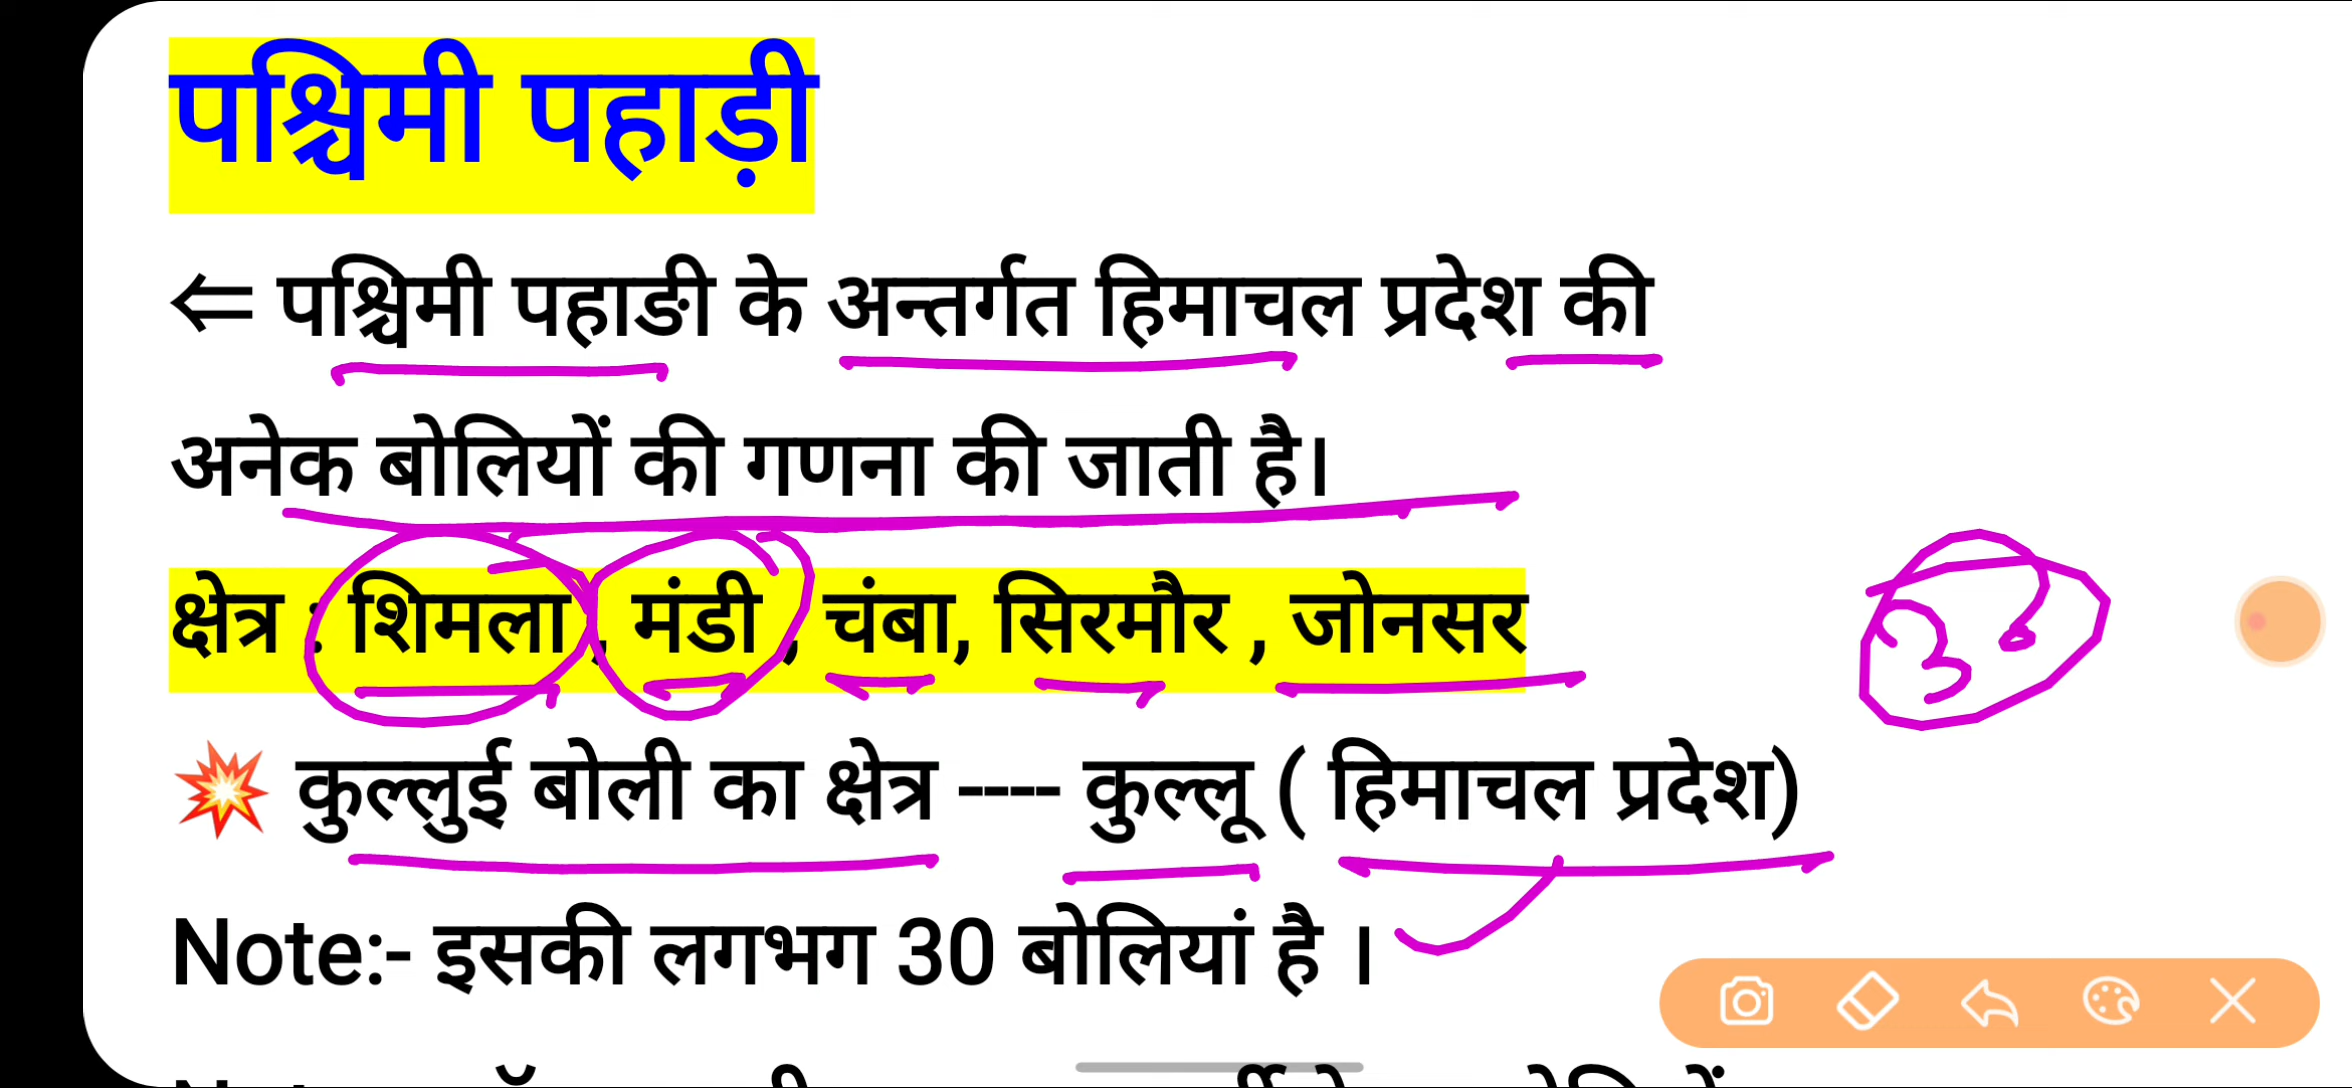 पश्चिमी पहाड़ी
⇐ पश्चिमी पहाङी के अन्तर्गत हिमाचल प्रदेश की
अनेक बोलियों की गणना की जाती है।
क्षेत्र : शिमला , मंडी , चंबा, सिरमौर , जोनसर
💥 कुल्लुई बोली का क्षेत्र ---- कुल्लू ( हिमाचल प्रदेश)
Note:- इसकी लगभग 30 बोलियां है ।